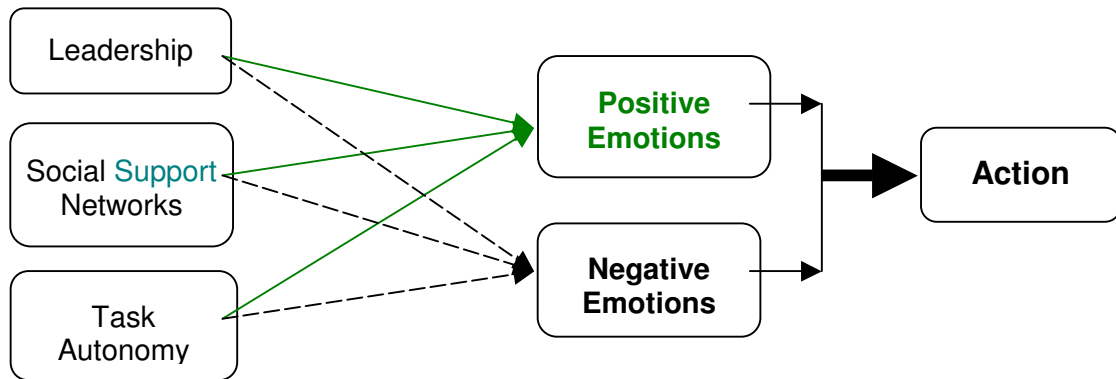 Leadership
Social Support
Networks
Task
Autonomy
Positive
Emotions
Negative
Emotions
Action